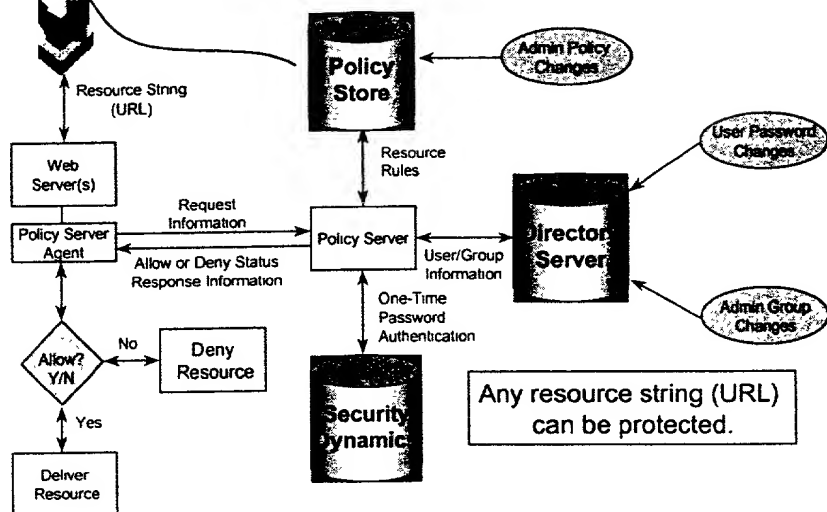 Policy
Store
Admin Policy
Changes
Resource String
(URL)
User Password
Changes
Web
Server(s)
Resource
Rules
Request
Information
Policy Server
Agent
Policy Server
Director
Server
Allow or Deny Status
Response Information
User/Group
Information
One-Time
Password
Authentication
Admin Group
Changes
Allow?
Y/N
No
Deny
Resource
Any resource string (URL)
can be protected.
Security
Dynamic
Yes
Deliver
Resource